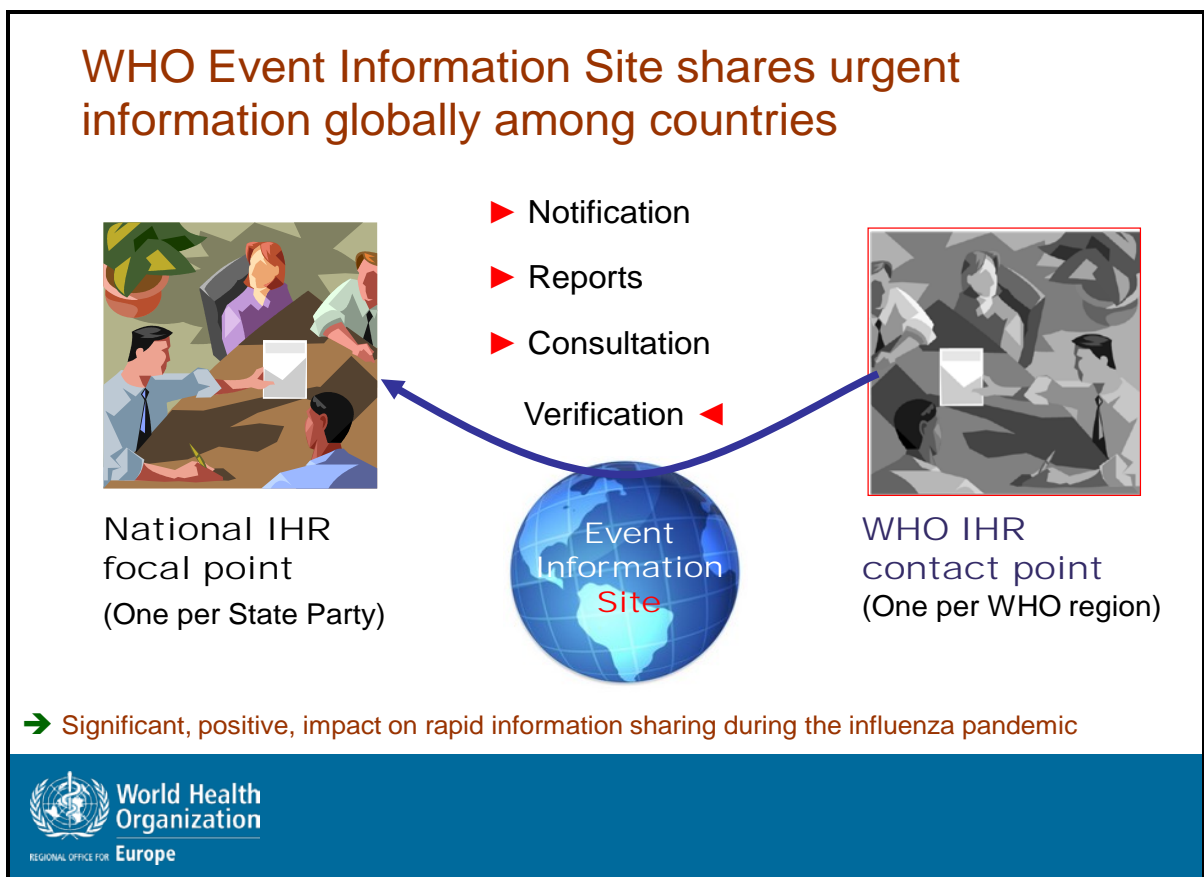 WHO Event Information Site shares urgent
information globally among countries
► Notification
► Reports
► Consultation
Verification ◄
National IHR
focal point
(One per State Party)
Event
Information
Site
WHO IHR
contact point
(One per WHO region)
➔ Significant, positive, impact on rapid information sharing during the influenza pandemic
World Health
Organization
REGIONAL OFFICE FOR Europe